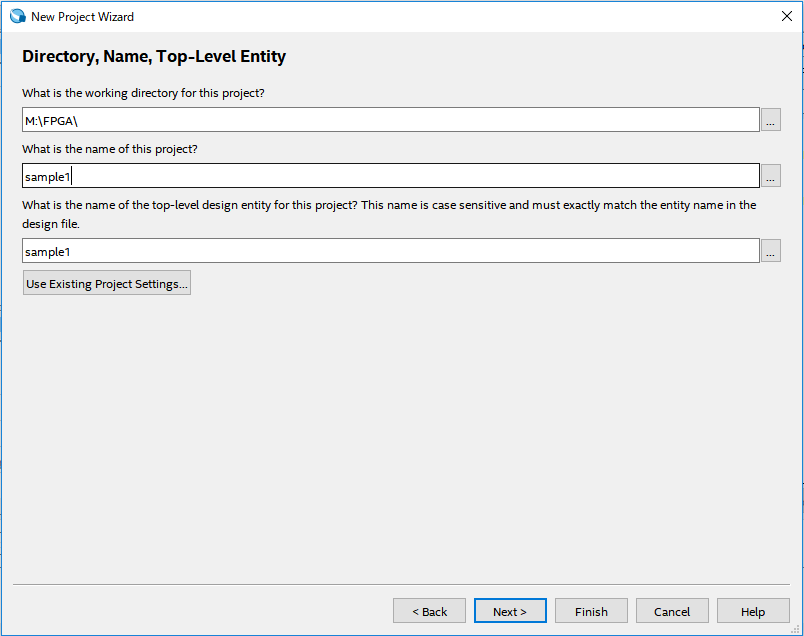 New Project Wizard
Directory, Name, Top-Level Entity
What is the working directory for this project?
M:\FPGA\
...
What is the name of this project?
sample1
...
What is the name of the top-level design entity for this project? This name is case sensitive and must exactly match the entity name in the
design file.
sample1
...
Use Existing Project Settings...
< Back
Next >
Finish
Cancel
Help